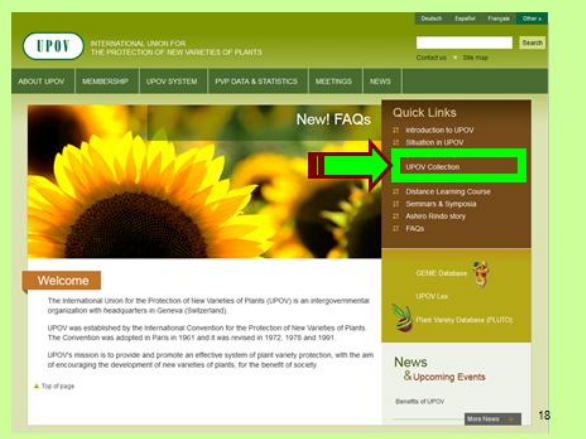 Deutsch Español Français Other »
UPOV
INTERNATIONAL UNION FOR
THE PROTECTION OF NEW VARIETIES OF PLANTS
Search
Contact us Site map
ABOUT UPOV MEMBERSHIP UPOV SYSTEM PVP DATA & STATISTICS MEETINGS NEWS
New! FAQs
Quick Links
Introduction to UPOV
Situation in UPOV
UPOV Collection
Distance Learning Course
Seminars & Symposia
Ashiro Rindo story
FAQs
GENIE Database
UPOV Lex
Plant Variety Database (PLUTO)
Welcome
The International Union for the Protection of New Varieties of Plants (UPOV) is an intergovernmental
organization with headquarters in Geneva (Switzerland).
UPOV was established by the International Convention for the Protection of New Varieties of Plants.
The Convention was adopted in Paris in 1961 and it was revised in 1972, 1978 and 1991.
UPOV's mission is to provide and promote an effective system of plant variety protection, with the aim
of encouraging the development of new varieties of plants, for the benefit of society.
Top of page
News
& Upcoming Events
Benefits of UPOV
More News
18